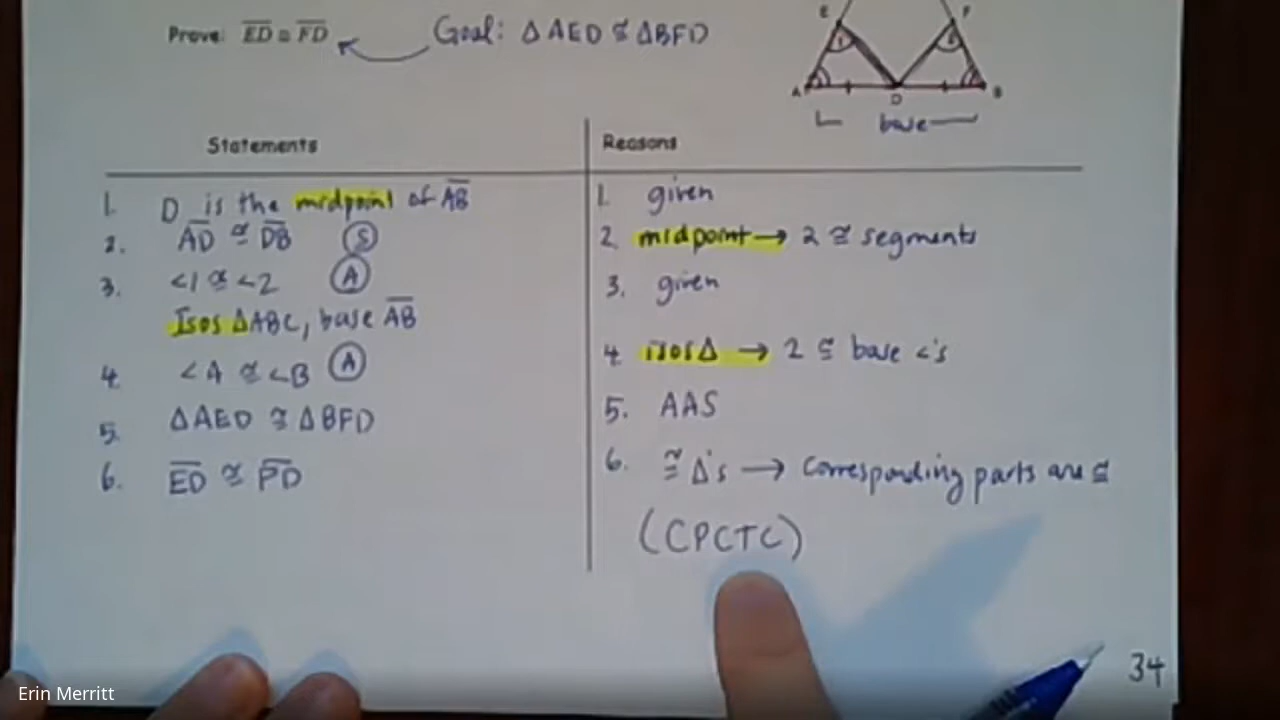 Prove: ED ≅ FD
Goal: △AED ≅ △BFD
E F
1 2
A D B
base
Statements
Reasons
1. D is the midpoint of AB
1. given
2. AD ≅ DB S
2. midpoint → 2 ≅ segments
3. <1 ≅ <2 A
3. given
Isos △ABC, base AB
4. <A ≅ <B A
4. isos △ → 2 ≅ base <'s
5. △AED ≅ △BFD
5. AAS
6. ED ≅ FD
6. ≅ △'s → corresponding parts are ≅
(CPCTC)
34
Erin Merritt